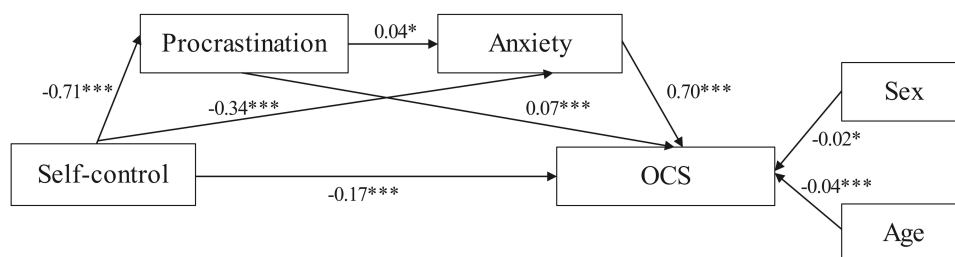 Procrastination
0.04*
Anxiety
-0.71***
-0.34***
0.07***
0.70***
Sex
-0.02*
Self-control
-0.17***
OCS
-0.04***
Age